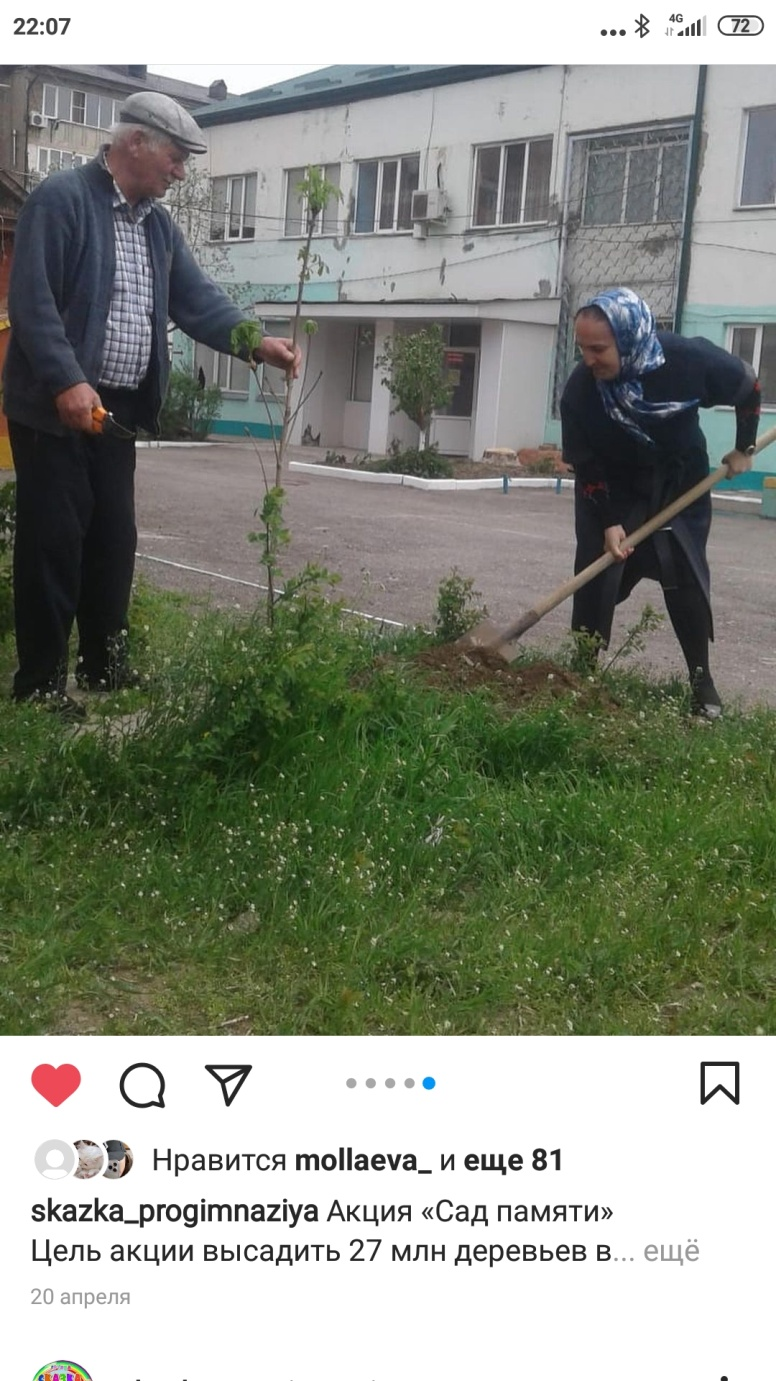 22:07
4G
72
Нравится mollaeva_ и еще 81
skazka_progimnaziya Акция «Сад памяти»
Цель акции высадить 27 млн деревьев в... ещё
20 апреля